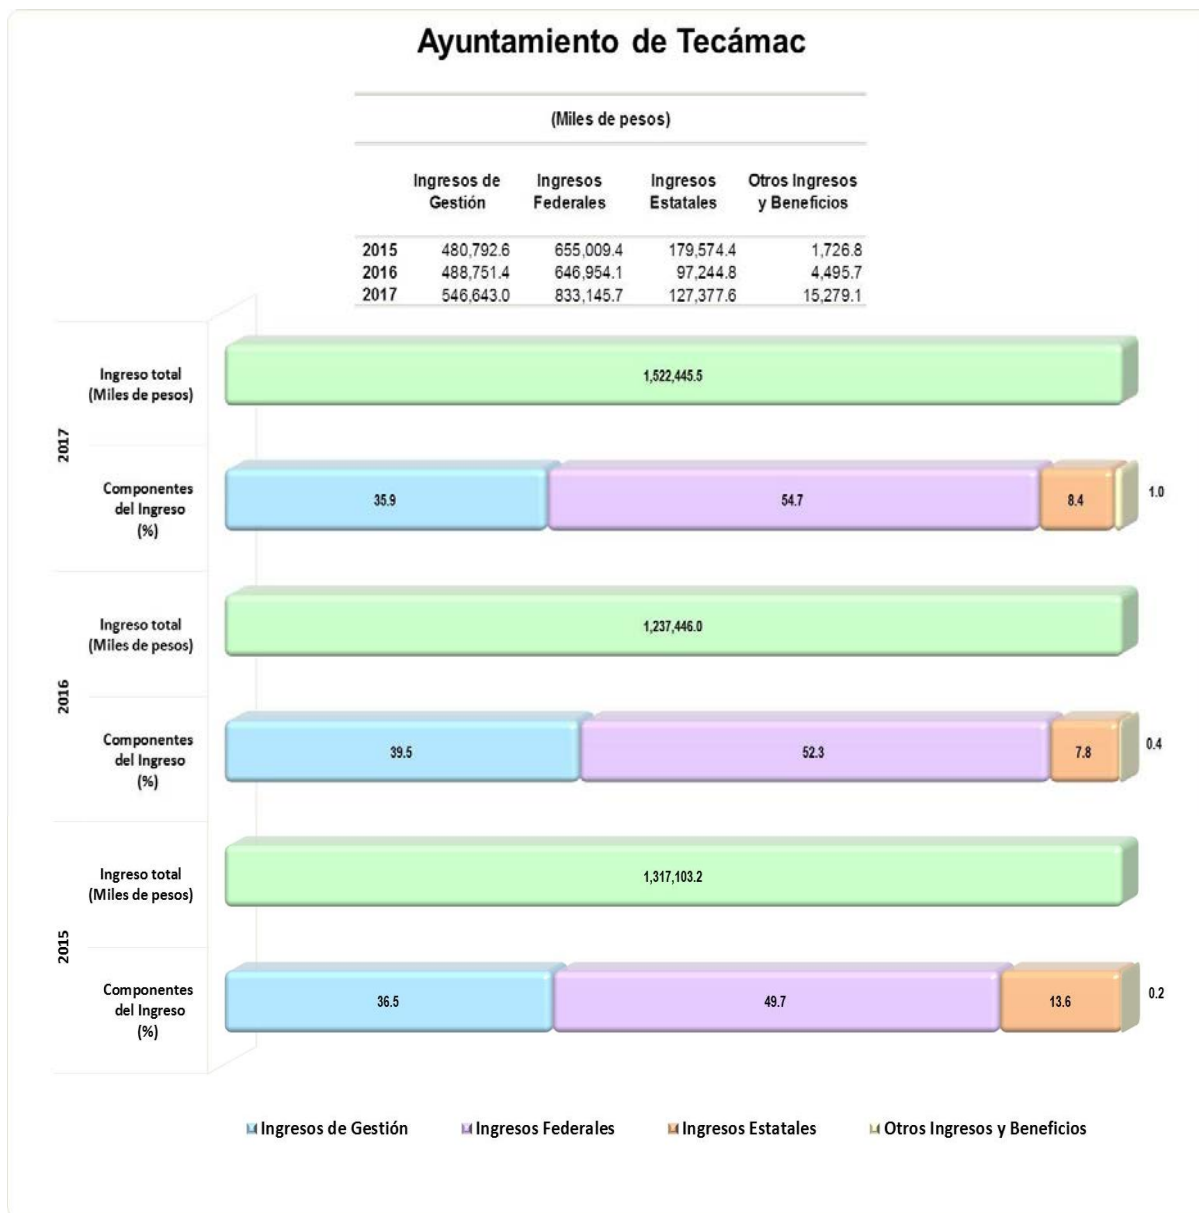 Ayuntamiento de Tecámac
(Miles de pesos)
Ingresos de Gestión Ingresos Federales Ingresos Estatales Otros Ingresos y Beneficios
2015 480,792.6 655,009.4 179,574.4 1,726.8
2016 488,751.4 646,954.1 97,244.8 4,495.7
2017 546,643.0 833,145.7 127,377.6 15,279.1
2017
Ingreso total
(Miles de pesos)
1,522,445.5
Componentes
del Ingreso
(%)
35.9 54.7 8.4 1.0
2016
Ingreso total
(Miles de pesos)
1,237,446.0
Componentes
del Ingreso
(%)
39.5 52.3 7.8 0.4
2015
Ingreso total
(Miles de pesos)
1,317,103.2
Componentes
del Ingreso
(%)
36.5 49.7 13.6 0.2
Ingresos de Gestión Ingresos Federales Ingresos Estatales Otros Ingresos y Beneficios